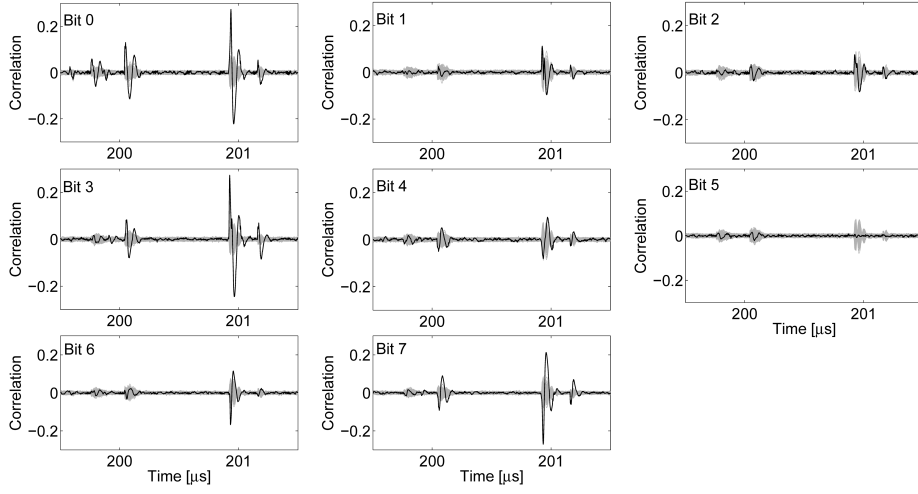 Bit 0
Correlation
0.2
0
−0.2
200
201
Bit 1
Correlation
0.2
0
−0.2
200
201
Bit 2
Correlation
0.2
0
−0.2
200
201
Bit 3
Correlation
0.2
0
−0.2
200
201
Bit 4
Correlation
0.2
0
−0.2
200
201
Bit 5
Correlation
0.2
0
−0.2
200
201
Time [μs]
Bit 6
Correlation
0.2
0
−0.2
200
201
Time [μs]
Bit 7
Correlation
0.2
0
−0.2
200
201
Time [μs]